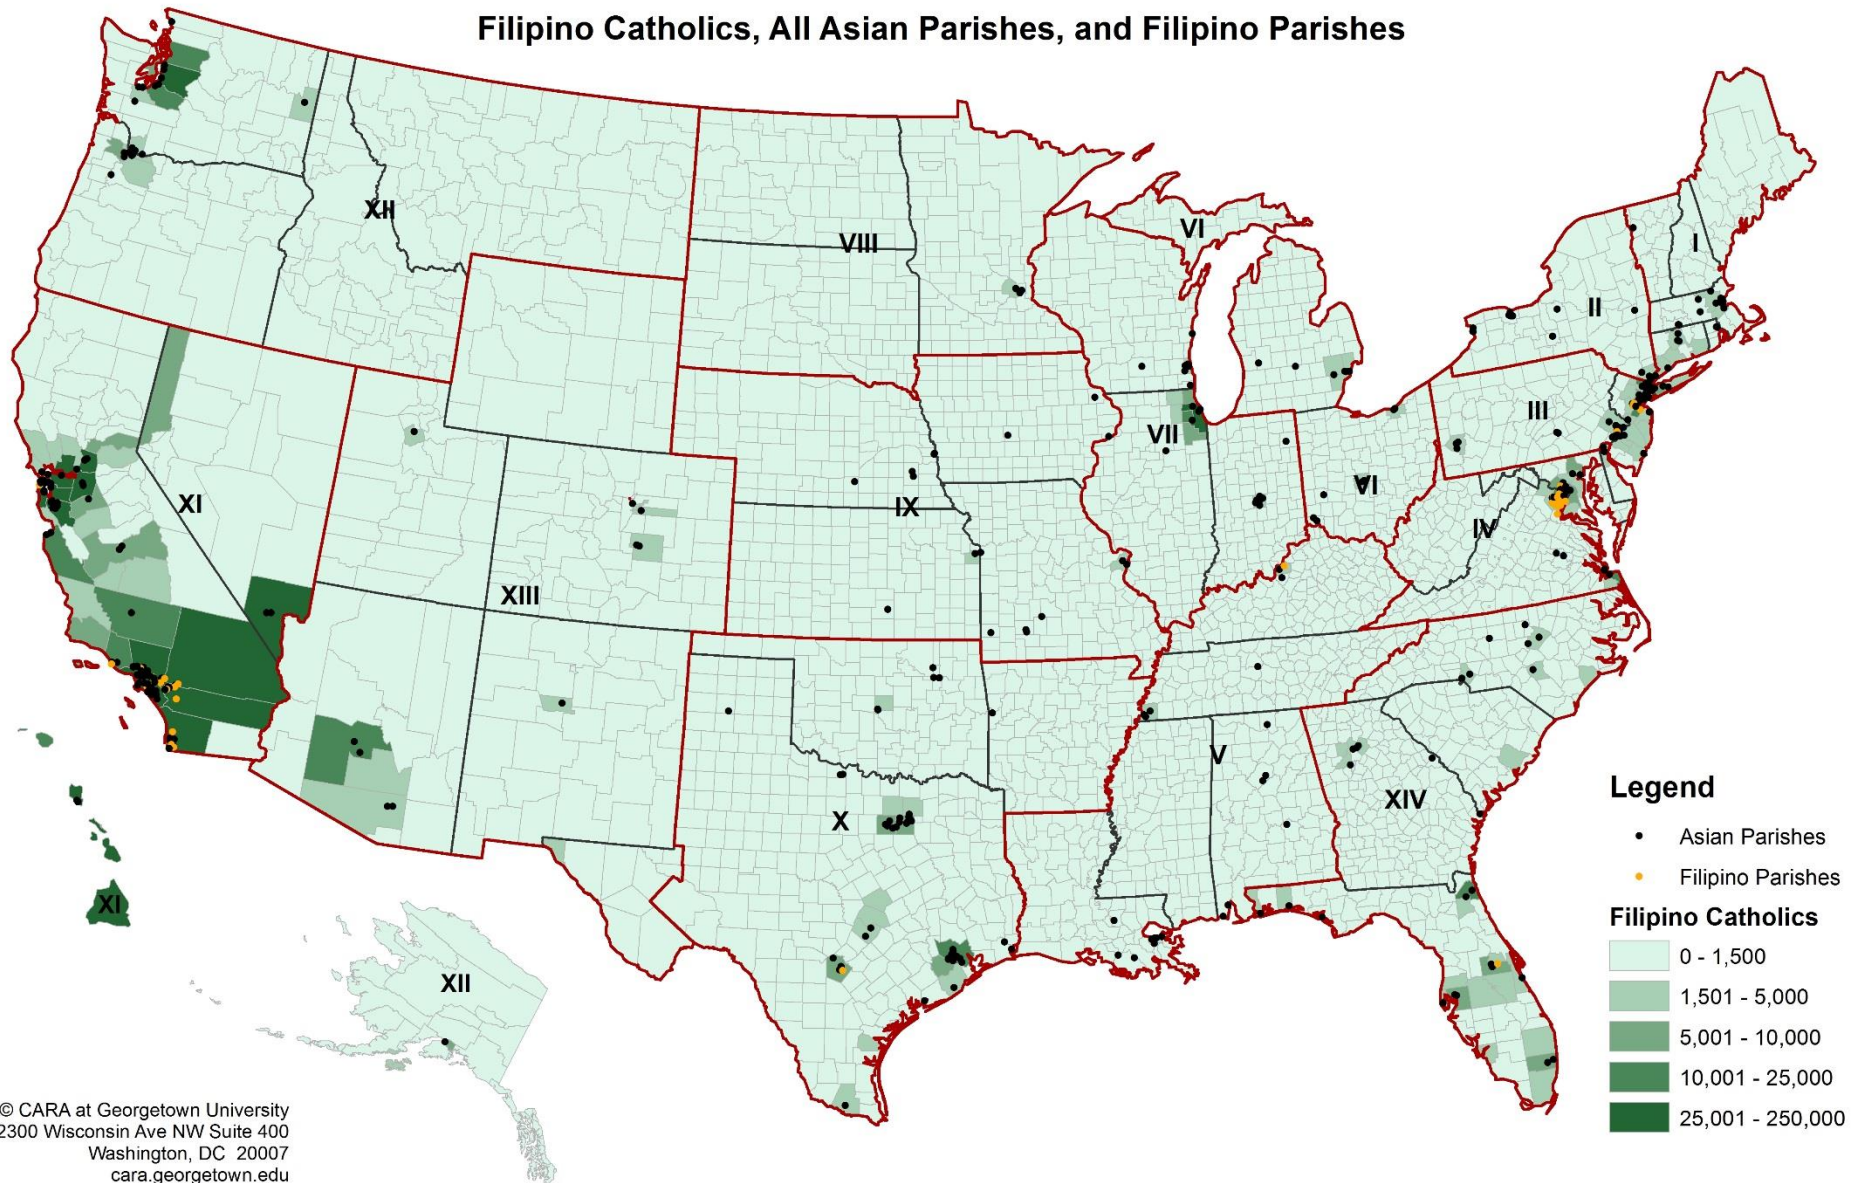 Filipino Catholics, All Asian Parishes, and Filipino Parishes
XII
VIII
VI
I
II
III
VII
XI
IX
VI
IV
XIII
V
X
XIV
XI
XII
Legend
Asian Parishes
Filipino Parishes
Filipino Catholics
0 - 1,500
1,501 - 5,000
5,001 - 10,000
10,001 - 25,000
25,001 - 250,000
© CARA at Georgetown University
2300 Wisconsin Ave NW Suite 400
Washington, DC 20007
cara.georgetown.edu